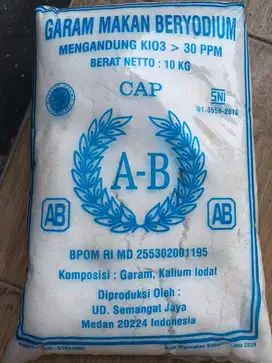 GARAM MAKAN BERYODIUM
MENGANDUNG KIO3 > 30 PPM
BERAT NETTO : 10 KG
CAP
SNI
A-B
AB
AB
BPOM RI MD 255302001195
Komposisi : Garam, Kalium Iodat
Diproduksi Oleh :
UD. Semangat Jaya
Medan 20224 Indonesia